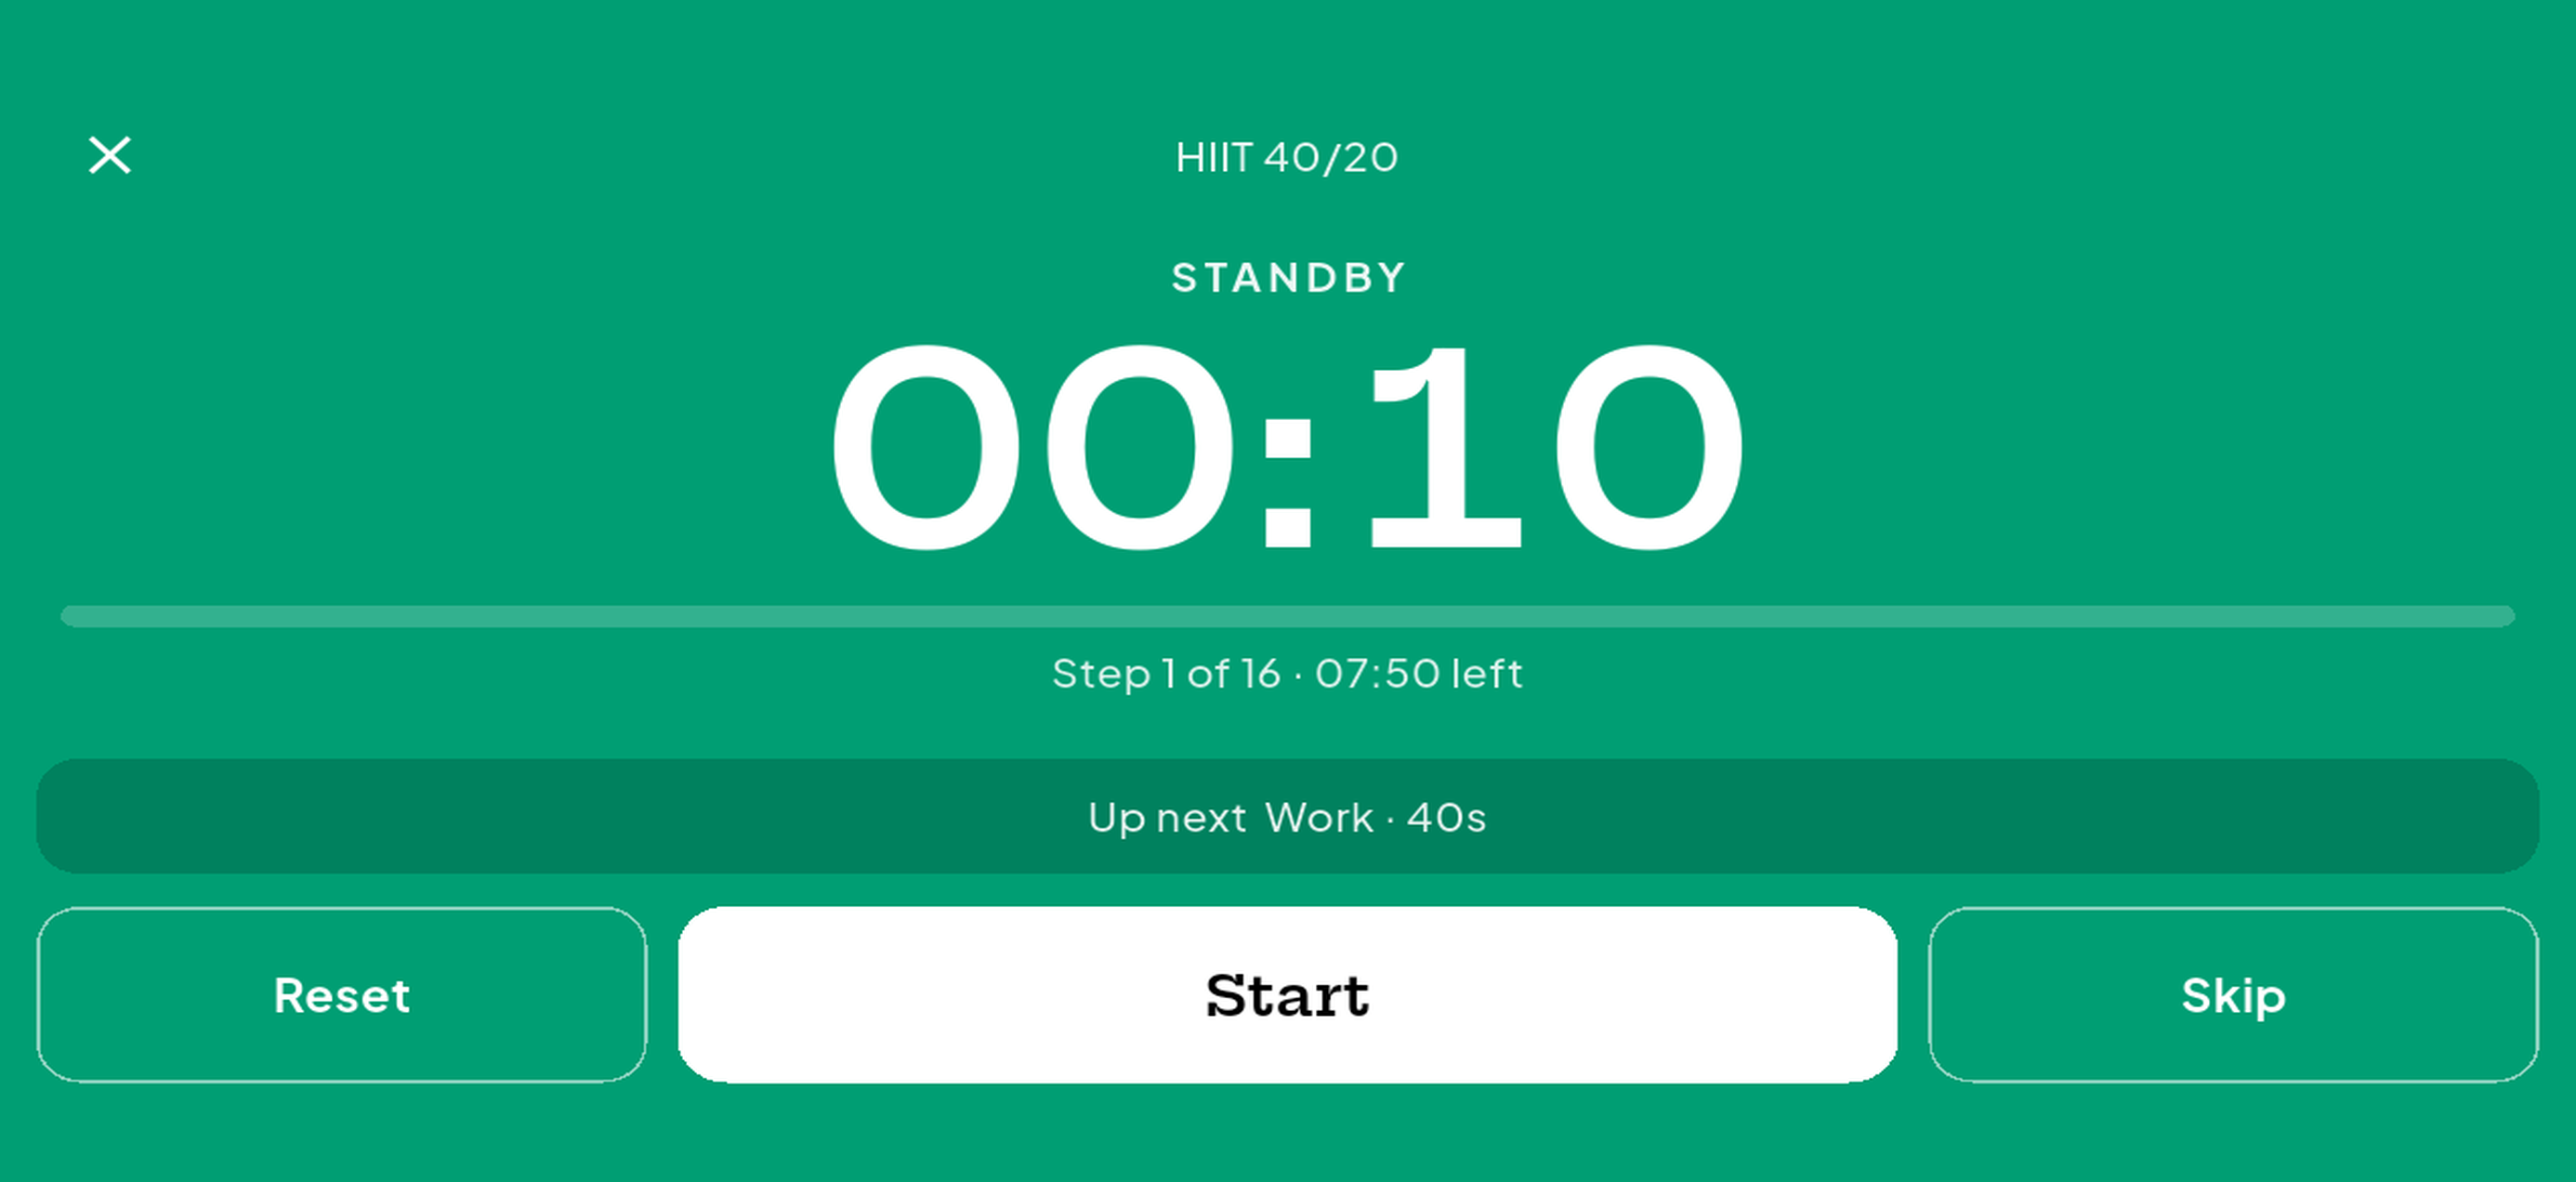 HIIT 40/20
STANDBY
00:10
Step 1 of 16 · 07:50 left
Up next Work · 40s
Reset
Start
Skip